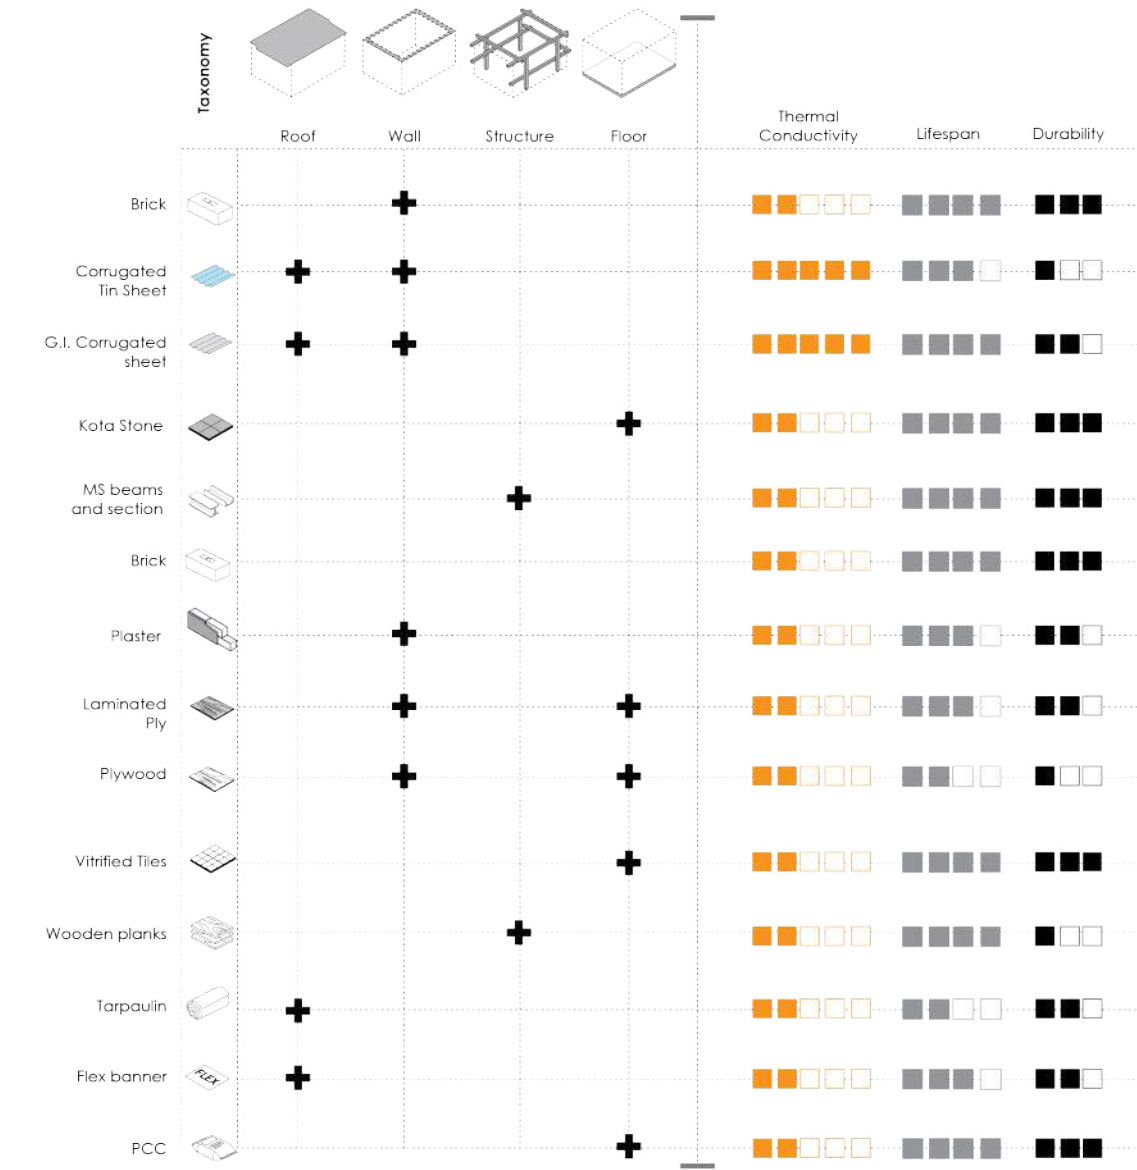 Taxonomy
Roof
Wall
Structure
Floor
Thermal
Conductivity
Lifespan
Durability
Brick
Corrugated
Tin Sheet
G.I. Corrugated
sheet
Kota Stone
MS beams
and section
Brick
Plaster
Laminated
Ply
Plywood
Vitrified Tiles
Wooden planks
Tarpaulin
Flex banner
FLEX
PCC